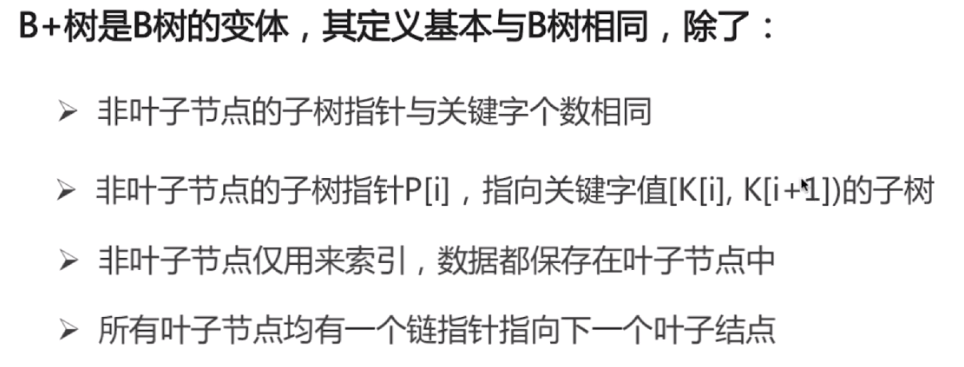 B+树是B树的变体，其定义基本与B树相同，除了：
➢ 非叶子节点的子树指针与关键字个数相同
➢ 非叶子节点的子树指针P[i]，指向关键字值[K[i], K[i+1])的子树
➢ 非叶子节点仅用来索引，数据都保存在叶子节点中
➢ 所有叶子节点均有一个链指针指向下一个叶子结点